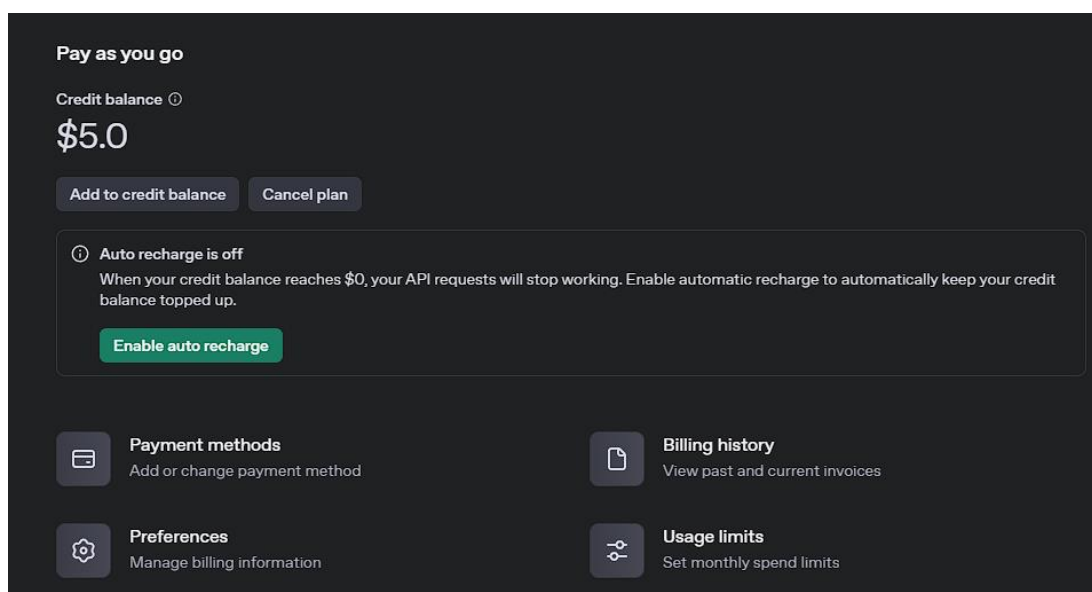 Pay as you go
Credit balance
$5.0
Add to credit balance Cancel plan
Auto recharge is off
When your credit balance reaches $0, your API requests will stop working. Enable automatic recharge to automatically keep your credit
balance topped up.
Enable auto recharge
Payment methods
Add or change payment method
Billing history
View past and current invoices
Preferences
Manage billing information
Usage limits
Set monthly spend limits